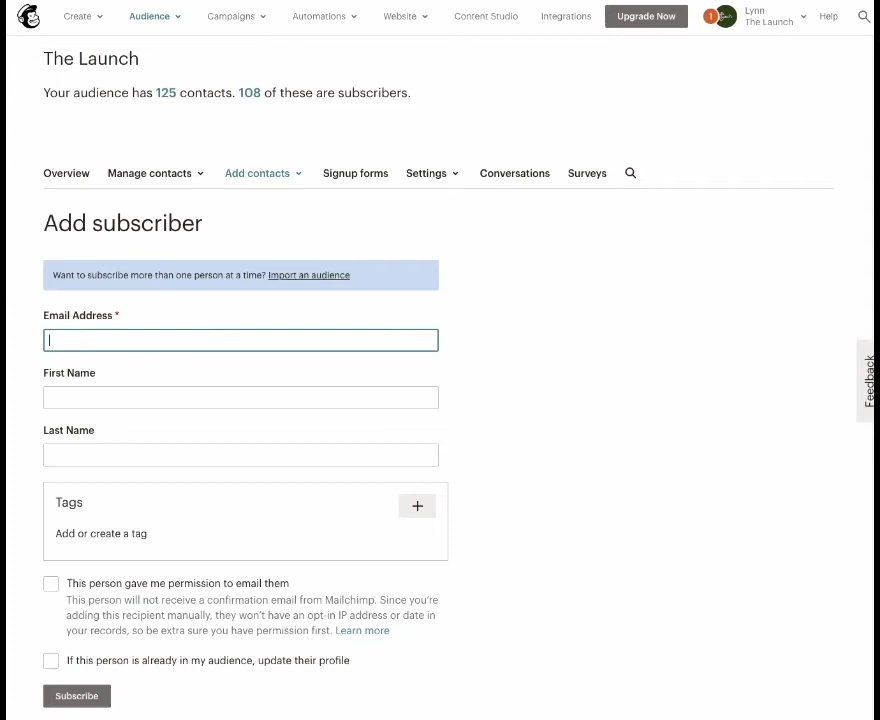 Create
Audience
Campaigns
Automations
Website
Content Studio
Integrations
Upgrade Now
1
Lynn
The Launch
Help
The Launch
Your audience has 125 contacts. 108 of these are subscribers.
Overview
Manage contacts
Add contacts
Signup forms
Settings
Conversations
Surveys
Add subscriber
Want to subscribe more than one person at a time? Import an audience
Email Address *
First Name
Last Name
Tags
+
Add or create a tag
This person gave me permission to email them
This person will not receive a confirmation email from Mailchimp. Since you're
adding this recipient manually, they won't have an opt-in IP address or date in
your records, so be extra sure you have permission first. Learn more
If this person is already in my audience, update their profile
Subscribe
Feedback